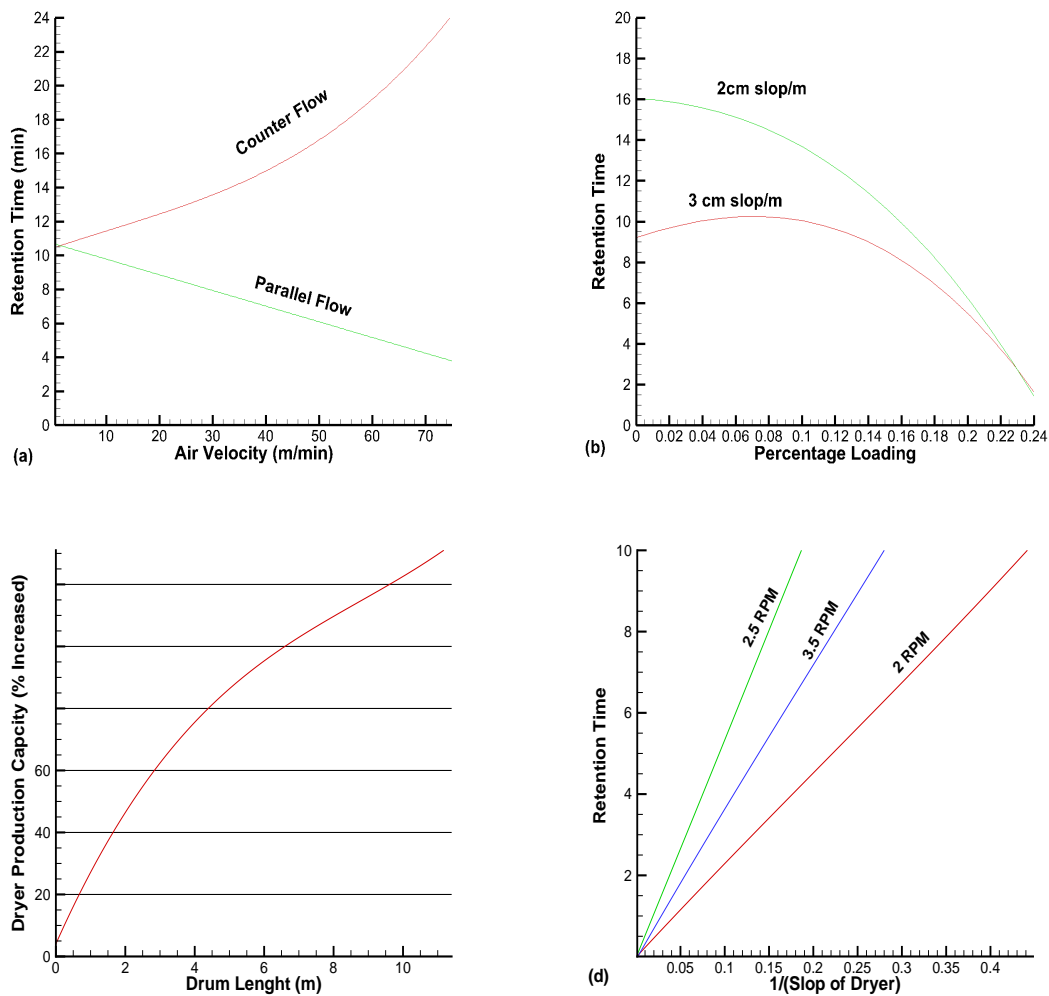 24
22
20
18
16
14
12
10
8
6
4
2
0
Retention Time (min)
Counter Flow
Parallel Flow
10 20 30 40 50 60 70
Air Velocity (m/min)
(a)
20
18
16
14
12
10
8
6
4
2
0
Retention Time
2cm slop/m
3 cm slop/m
0 0.02 0.04 0.06 0.08 0.1 0.12 0.14 0.16 0.18 0.2 0.22 0.24
Percentage Loading
(b)
60
40
20
0
Dryer Production Capcity (% Increased)
0 2 4 6 8 10
Drum Lenght (m)
10
8
6
4
2
Retention Time
2.5 RPM
3.5 RPM
2 RPM
0.05 0.1 0.15 0.2 0.25 0.3 0.35 0.4
1/(Slop of Dryer)
(d)